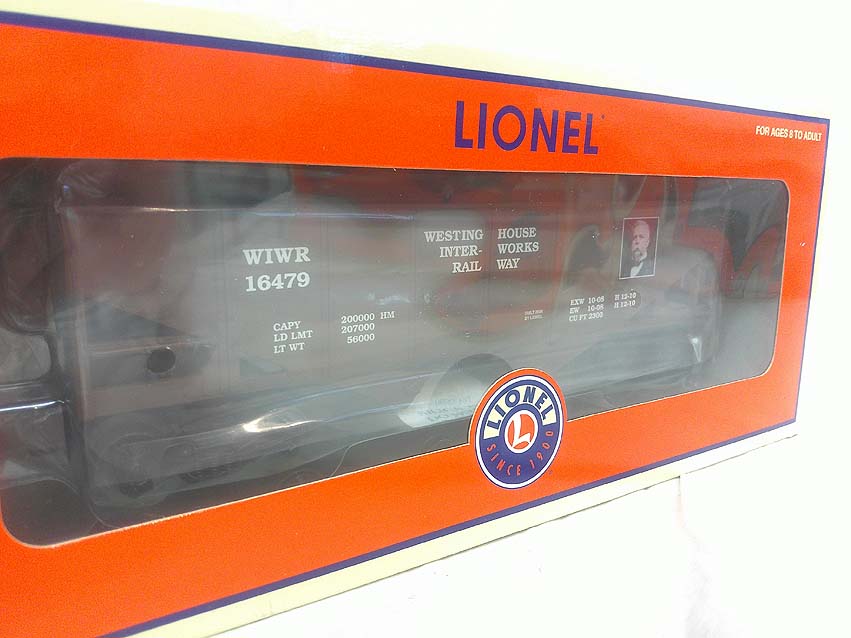 LIONEL
FOR AGES 8 TO ADULT
WIWR
16479
WESTING HOUSE
INTER- WORKS
RAIL WAY
CAPY 200000 HM
LD LMT 207000
LT WT 56000
EXW 10-08 H 12-10
EW 10-08 H 12-10
CU FT 2300
LIONEL
L
SINCE 1900